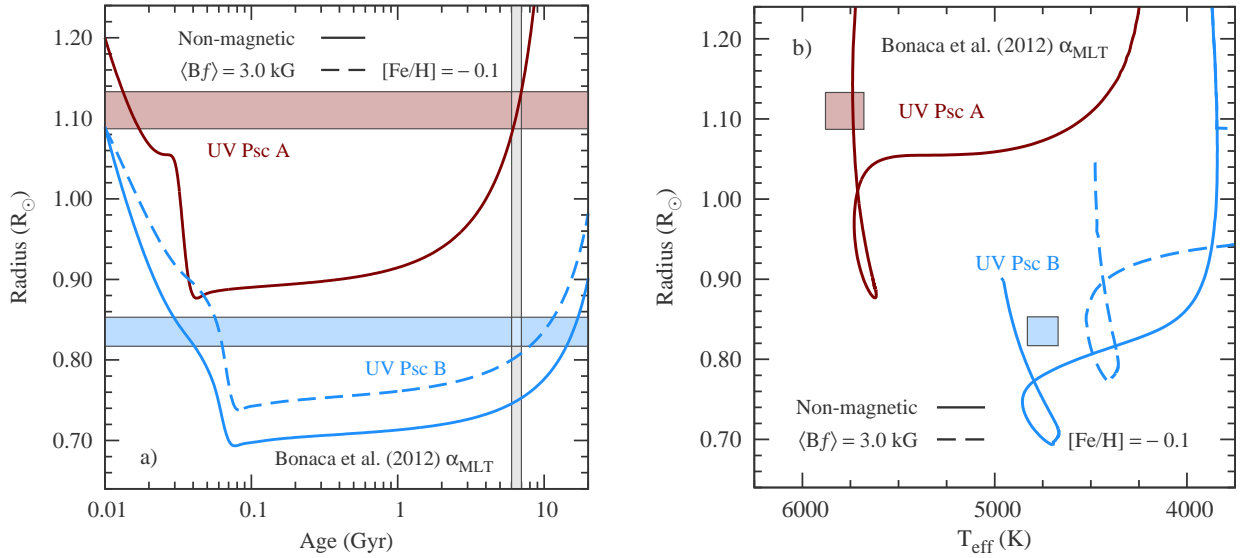 1.20
1.10
1.00
0.90
0.80
0.70
Radius (R☉)
Non-magnetic
⟨Bf⟩ = 3.0 kG
[Fe/H] = − 0.1
UV Psc A
UV Psc B
a)
Bonaca et al. (2012) αMLT
0.01
0.1
1
10
Age (Gyr)
1.20
1.10
1.00
0.90
0.80
0.70
Radius (R☉)
b)
Bonaca et al. (2012) αMLT
UV Psc A
UV Psc B
Non-magnetic
⟨Bf⟩ = 3.0 kG
[Fe/H] = − 0.1
6000
5000
4000
Teff (K)